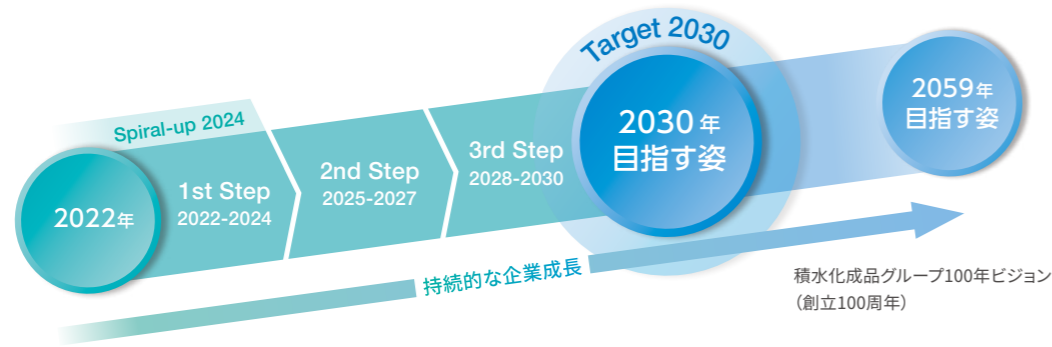 Target 2030
Spiral-up 2024
2022年
1st Step
2022-2024
2nd Step
2025-2027
3rd Step
2028-2030
2030年
目指す姿
2059年
目指す姿
持続的な企業成長
積水化成品グループ100年ビジョン
（創立100周年）